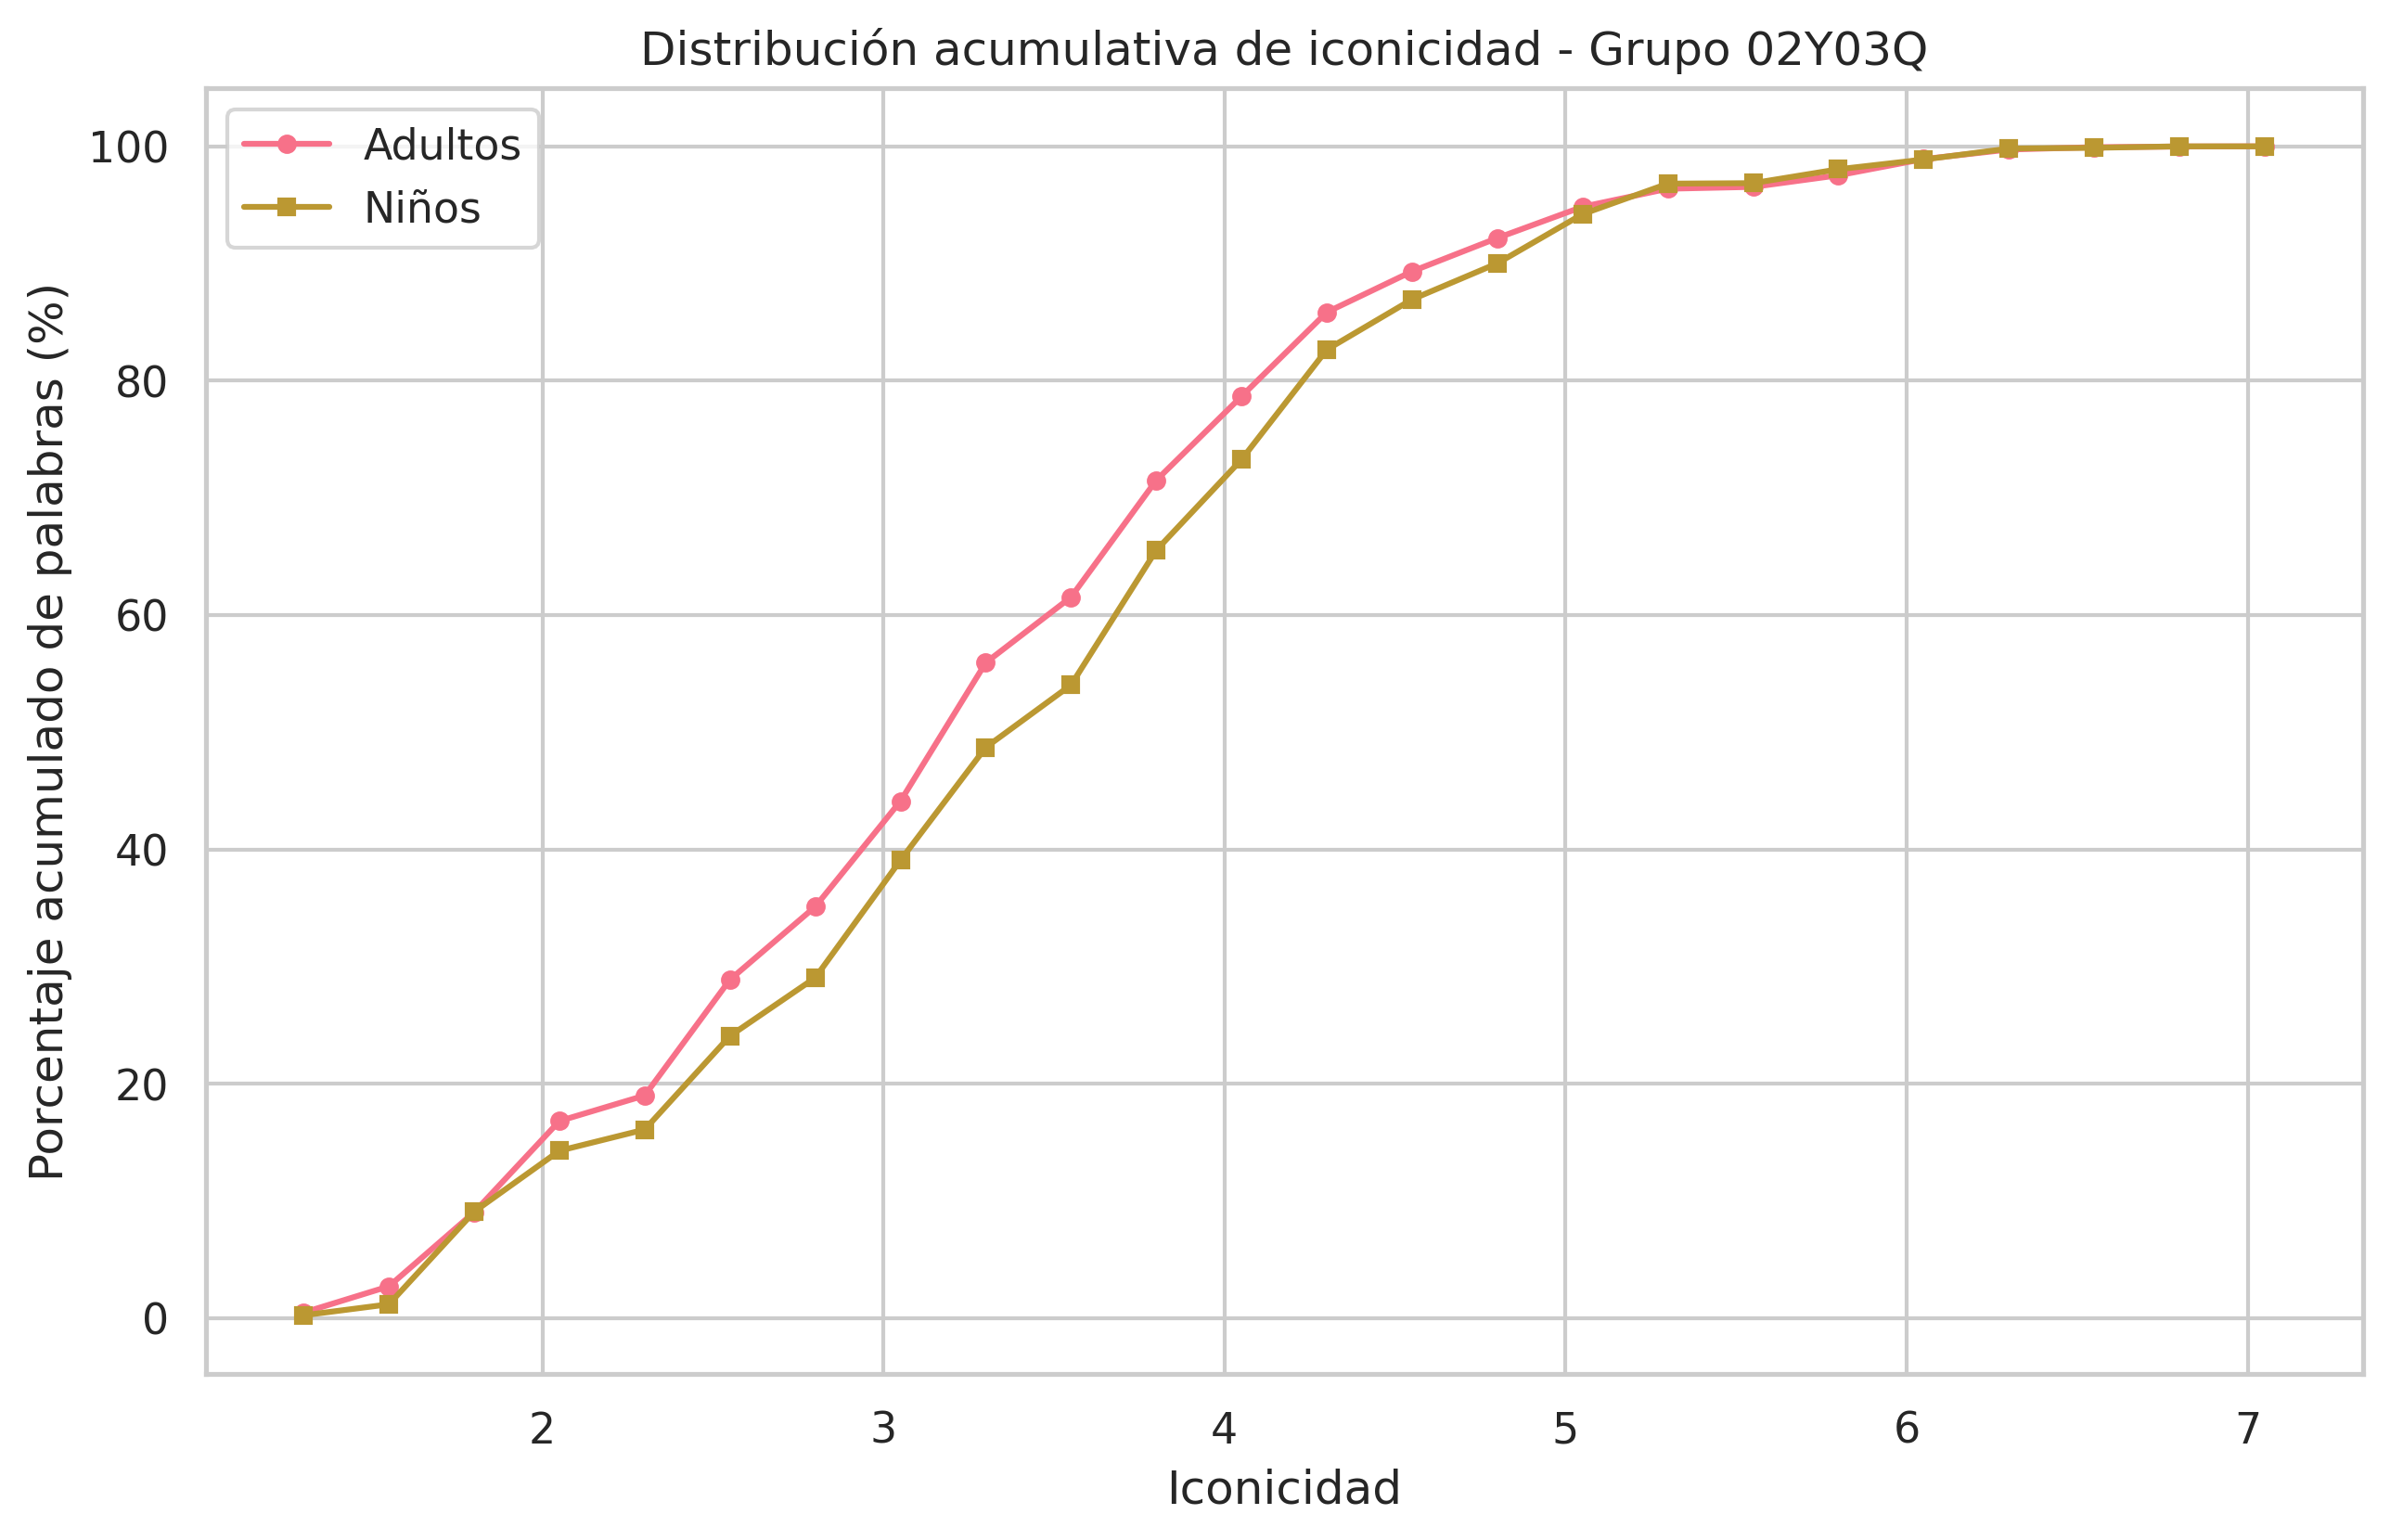 Distribución acumulativa de iconicidad - Grupo 02Y03Q
Adultos
Niños
Porcentaje acumulado de palabras (%)
100
80
60
40
20
0
2 3 4 5 6 7
Iconicidad